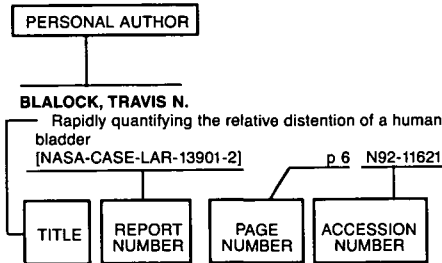 PERSONAL AUTHOR
BLALOCK, TRAVIS N.
Rapidly quantifying the relative distention of a human
bladder
[NASA-CASE-LAR-13901-2] p 6 N92-11621
TITLE
REPORT
NUMBER
PAGE
NUMBER
ACCESSION
NUMBER